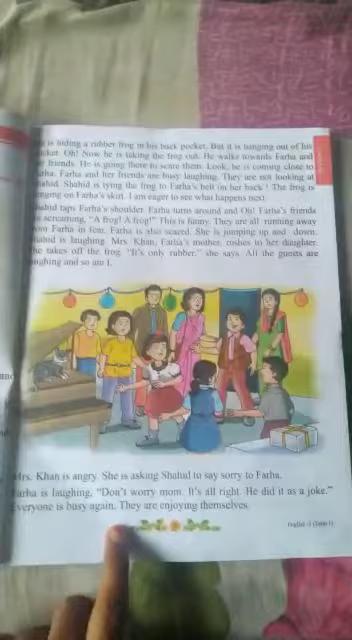 is hiding a rubber frog in his back pocket. But it is hanging out of his
pocket. Oh! Now he is taking the frog out. He walks towards Farha and
her friends. He is going there to scare them. Look, he is coming close to
Farha. Farha and her friends are busy laughing. They are not looking at
Shahid. Shahid is tying the frog to Farha's belt on her back ! The frog is
hanging on Farha's skirt. I am eager to see what happens next.
Shahid taps Farha's shoulder. Farha turns around and Oh! Farha's friends
are screaming, "A frog! A frog!" This is funny. They are all running away
from Farha in fear. Farha is also scared. She is jumping up and down.
Shahid is laughing. Mrs. Khan, Farha's mother, rushes to her daughter.
She takes off the frog. "It's only rubber," she says. All the guests are
laughing and so am I.
Mrs. Khan is angry. She is asking Shahid to say sorry to Farha.
Farha is laughing, "Don't worry mom. It's all right. He did it as a joke."
Everyone is busy again. They are enjoying themselves.